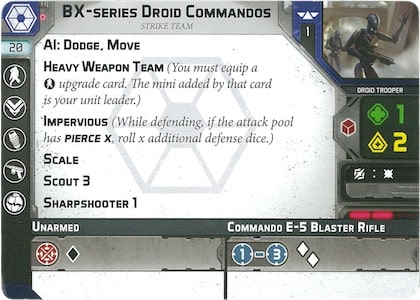 BX-series Droid Commandos
STRIKE TEAM
20
1
AI: Dodge, Move
Heavy Weapon Team (You must equip a
upgrade card. The mini added by that card
is your unit leader.)
Impervious (While defending, if the attack pool
has PIERCE X, roll x additional defense dice.)
Scale
Scout 3
Sharpshooter 1
DROID TROOPER
1
2
:
Unarmed
Commando E-5 Blaster Rifle
1-3